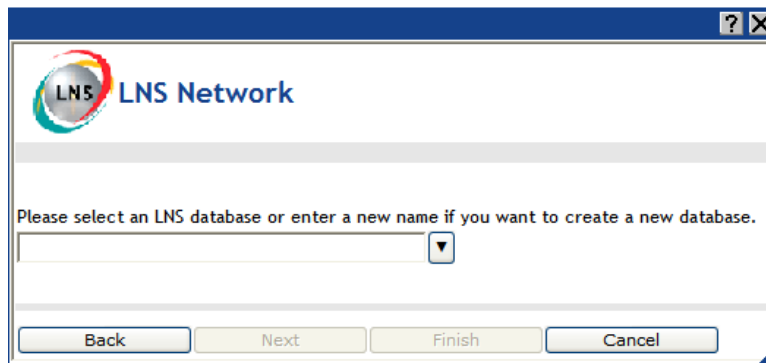 ?
LNS
LNS Network
Please select an LNS database or enter a new name if you want to create a new database.
Back Next Finish Cancel